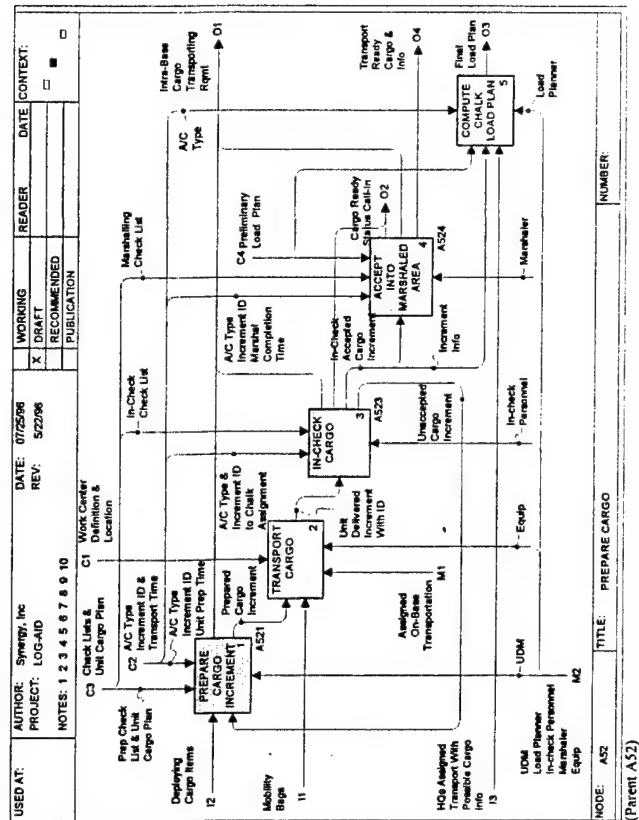 USED AT:
AUTHOR: Synergy, Inc
PROJECT: LOG-AID
NOTES: 1 2 3 4 5 6 7 8 9 10
DATE: 07/25/96
REV: 5/22/96
WORKING
X DRAFT
RECOMMENDED
PUBLICATION
READER
DATE
CONTEXT:
C3
Check Lists &
Unit Cargo Plan
C1
Work Center
Definition &
Location
Prep Check
List & Unit
Cargo Plan
C2
A/C Type
Increment ID &
Transport Time
A/C Type
Increment ID
Unit Prep Time
In-Check
Check List
Marshalling
Check List
A/C Type &
Increment ID
to Chalk
Assignment
A/C Type
Increment ID
Marshal
Completion
Time
C4 Preliminary
Load Plan
A/C
Type
Intra-Base
Cargo
Transporting
Rqmt
O1
Deploying
Cargo Items
I2
PREPARE
CARGO
INCREMENT
1
A521
Prepared
Cargo
Increment
Mobility
Bags
I1
TRANSPORT
CARGO
2
Unit
Delivered
Increment
With ID
IN-CHECK
CARGO
3
A523
In-Check
Accepted
Cargo
Increment
Increment
Info
Unaccepted
Cargo
Increment
Cargo Ready
Status Call-In
O2
ACCEPT
INTO
MARSHALED
AREA
4
A524
Transport
Ready
Cargo &
Info
O4
COMPUTE
CHALK
LOAD PLAN
5
Final
Load Plan
O3
Assigned
On-Base
Transportation
M1
UDM
Equip
In-check
Personnel
Marshaler
Load
Planner
HQs Assigned
Transport With
Possible Cargo
Info
I3
UDM
Load Planner
In-check Personnel
Marshaler
Equip
M2
NODE: A52
TITLE: PREPARE CARGO
NUMBER:
(Parent A52)